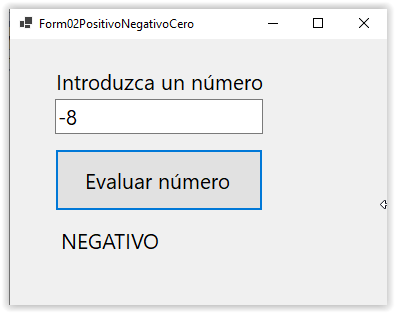 Form02PositivoNegativoCero
Introduzca un número
-8
Evaluar número
NEGATIVO